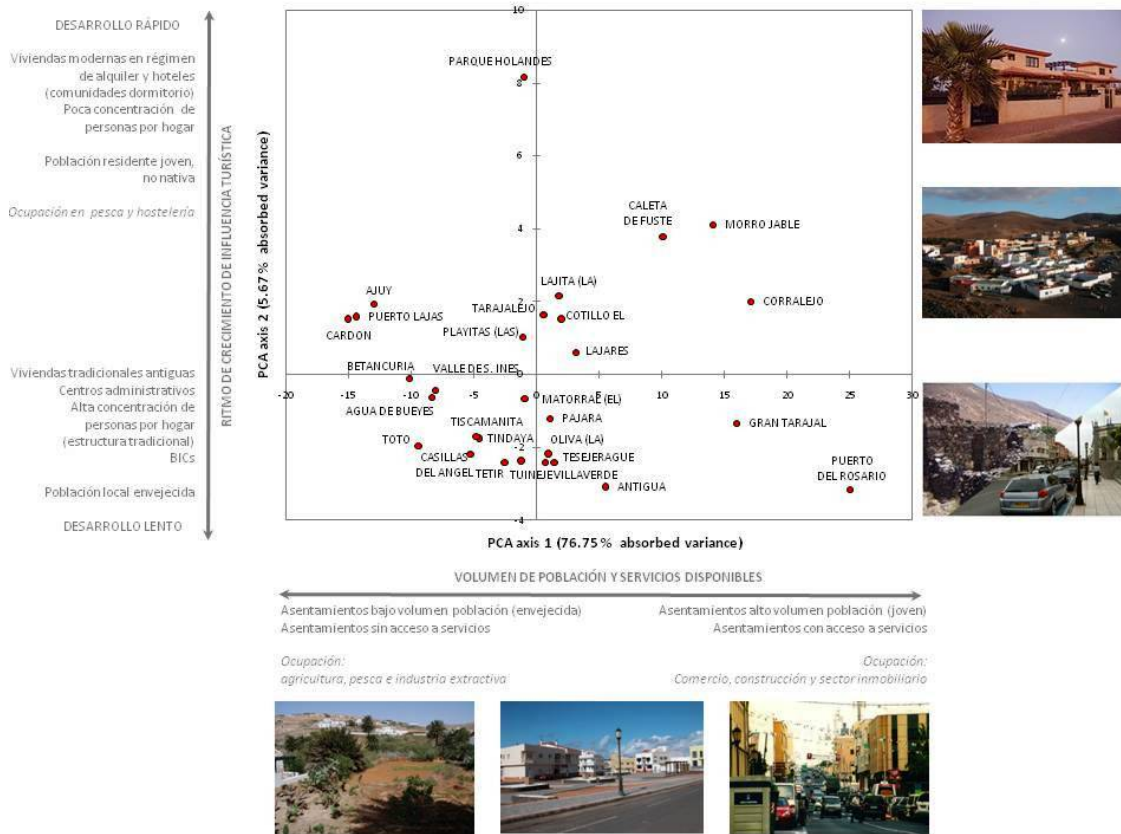 DESARROLLO RÁPIDO
Viviendas modernas en régimen
de alquiler y hoteles
(comunidades dormitorio)
Poca concentración de
personas por hogar
Población residente joven,
no nativa
Ocupación en pesca y hostelería
Viviendas tradicionales antiguas
Centros administrativos
Alta concentración de
personas por hogar
(estructura tradicional)
BICs
Población local envejecida
DESARROLLO LENTO
RITMO DE CRECIMIENTO DE INFLUENCIA TURÍSTICA
PCA axis 2 (5.67 % absorbed variance)
10
8
6
4
2
0
-2
-4
-20
-15
-10
-5
0
5
10
15
20
25
30
PARQUE HOLANDES
CALETA
DE FUSTE
MORRO JABLE
LAJITA (LA)
CORRALEJO
AJUY
TARAJALEJO
PUERTO LAJAS
COTILLO EL
CARDON
PLAYITAS (LAS)
LAJARES
BETANCURIA
VALLE DE S. INES
AGUA DE BUEYES
MATORRAL (EL)
TISCAMANITA
PAJARA
GRAN TARAJAL
TOTO
TINDAYA
OLIVA (LA)
CASILLAS
DEL ANGEL
TESEJERAGUE
TETIR
TUINEJE
VILLAVERDE
ANTIGUA
PUERTO
DEL ROSARIO
PCA axis 1 (76.75 % absorbed variance)
VOLUMEN DE POBLACIÓN Y SERVICIOS DISPONIBLES
Asentamientos bajo volumen población (envejecida)
Asentamientos sin acceso a servicios
Ocupación:
agricultura, pesca e industria extractiva
Asentamientos alto volumen población (joven)
Asentamientos con acceso a servicios
Ocupación:
Comercio, construcción y sector inmobiliario